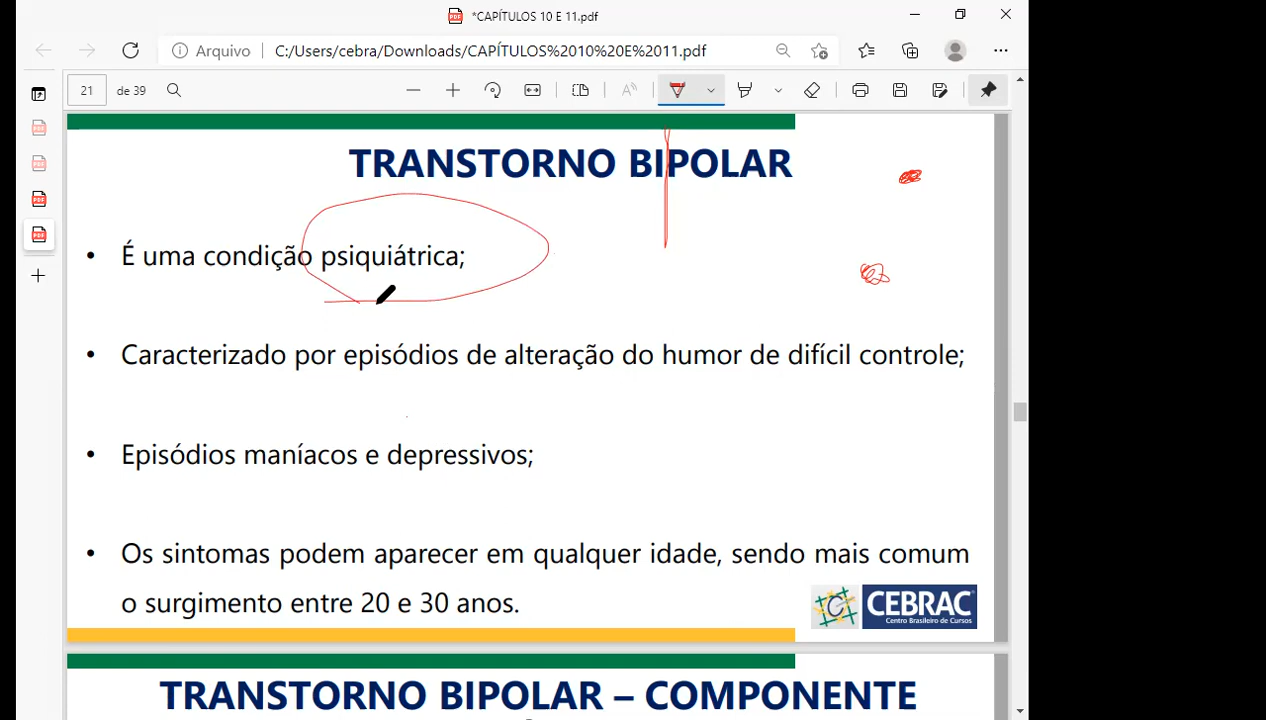 *CAPÍTULOS 10 E 11.pdf
Arquivo C:/Users/cebra/Downloads/CAPÍTULOS%2010%20E%2011.pdf
21 de 39
TRANSTORNO BIPOLAR
• É uma condição psiquiátrica;
• Caracterizado por episódios de alteração do humor de difícil controle;
• Episódios maníacos e depressivos;
• Os sintomas podem aparecer em qualquer idade, sendo mais comum
o surgimento entre 20 e 30 anos.
CEBRAC
Centro Brasileiro de Cursos
TRANSTORNO BIPOLAR – COMPONENTE